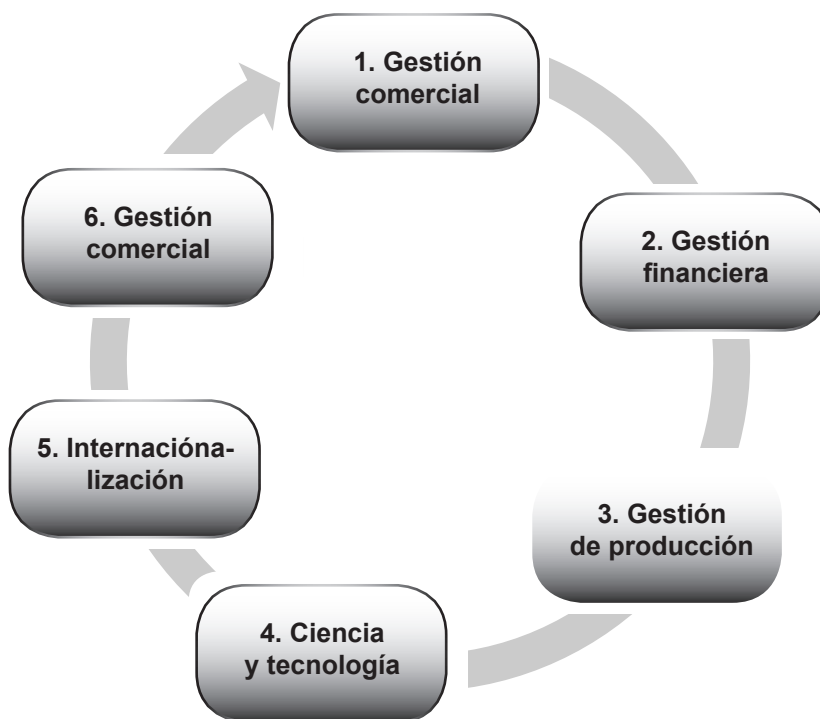 1. Gestión
comercial
2. Gestión
financiera
3. Gestión
de producción
4. Ciencia
y tecnología
5. Internacióna-
lización
6. Gestión
comercial